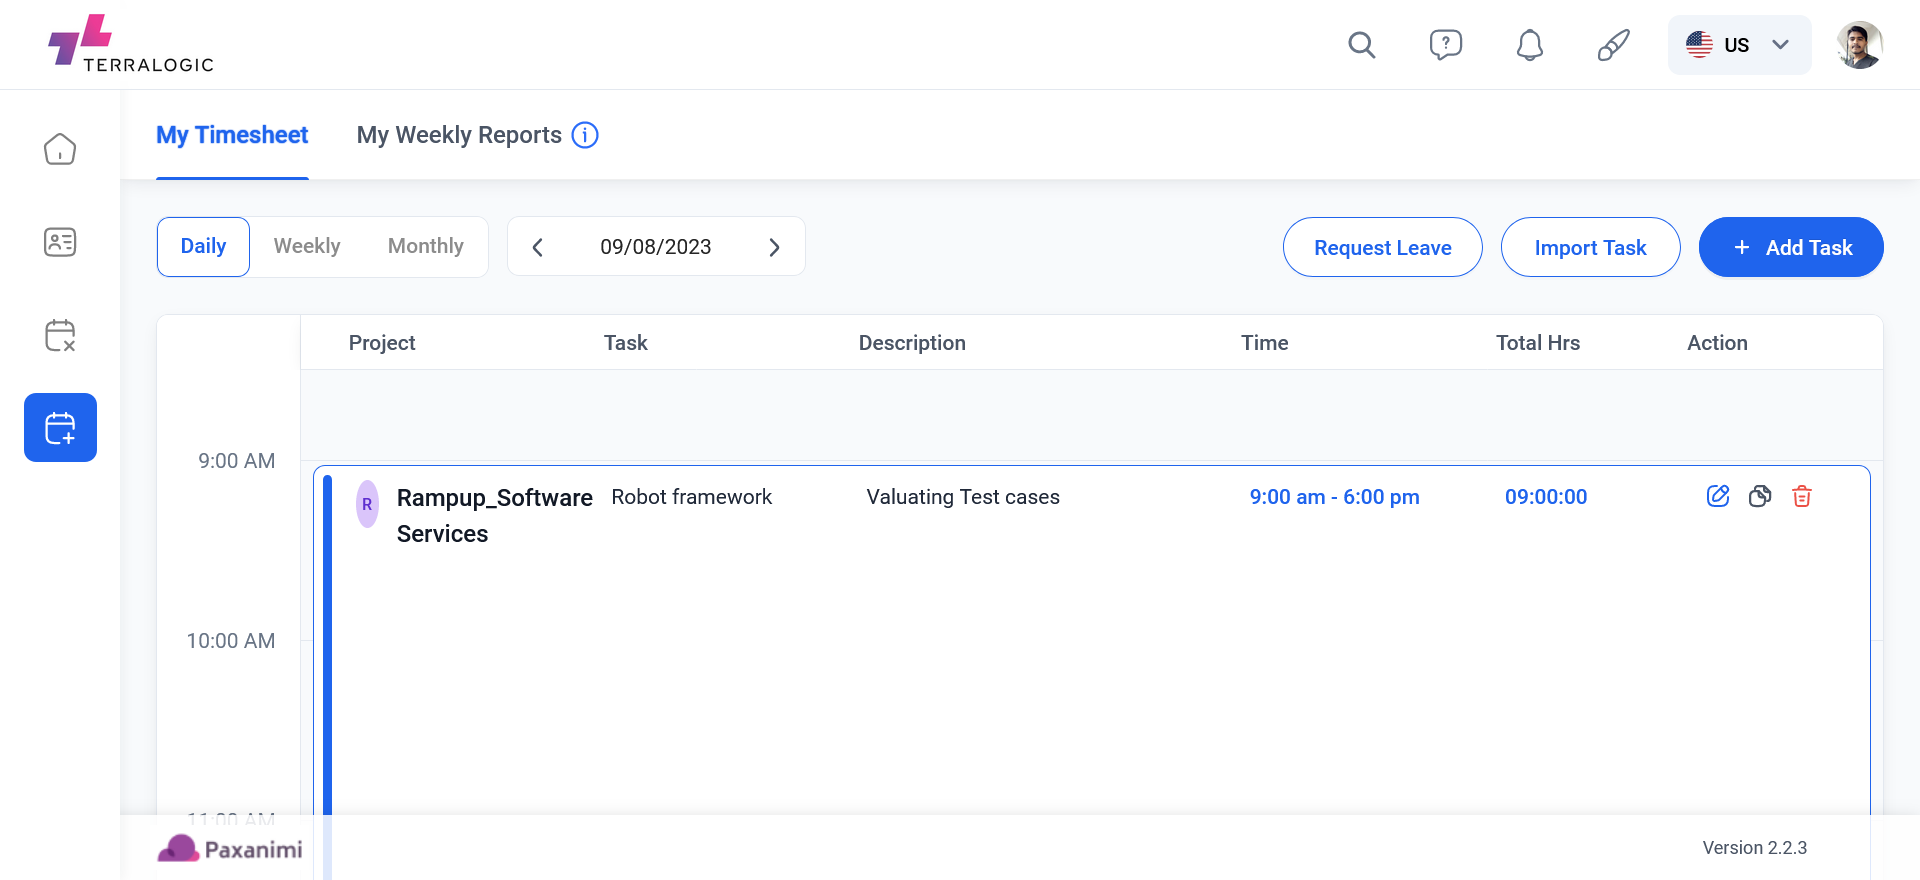 TERRALOGIC
?
US
My Timesheet
My Weekly Reports
i
Daily
Weekly
Monthly
09/08/2023
Request Leave
Import Task
+ Add Task
Project
Task
Description
Time
Total Hrs
Action
9:00 AM
R
Rampup_Software
Services
Robot framework
Valuating Test cases
9:00 am - 6:00 pm
09:00:00
10:00 AM
11:00 AM
Paxanimi
Version 2.2.3